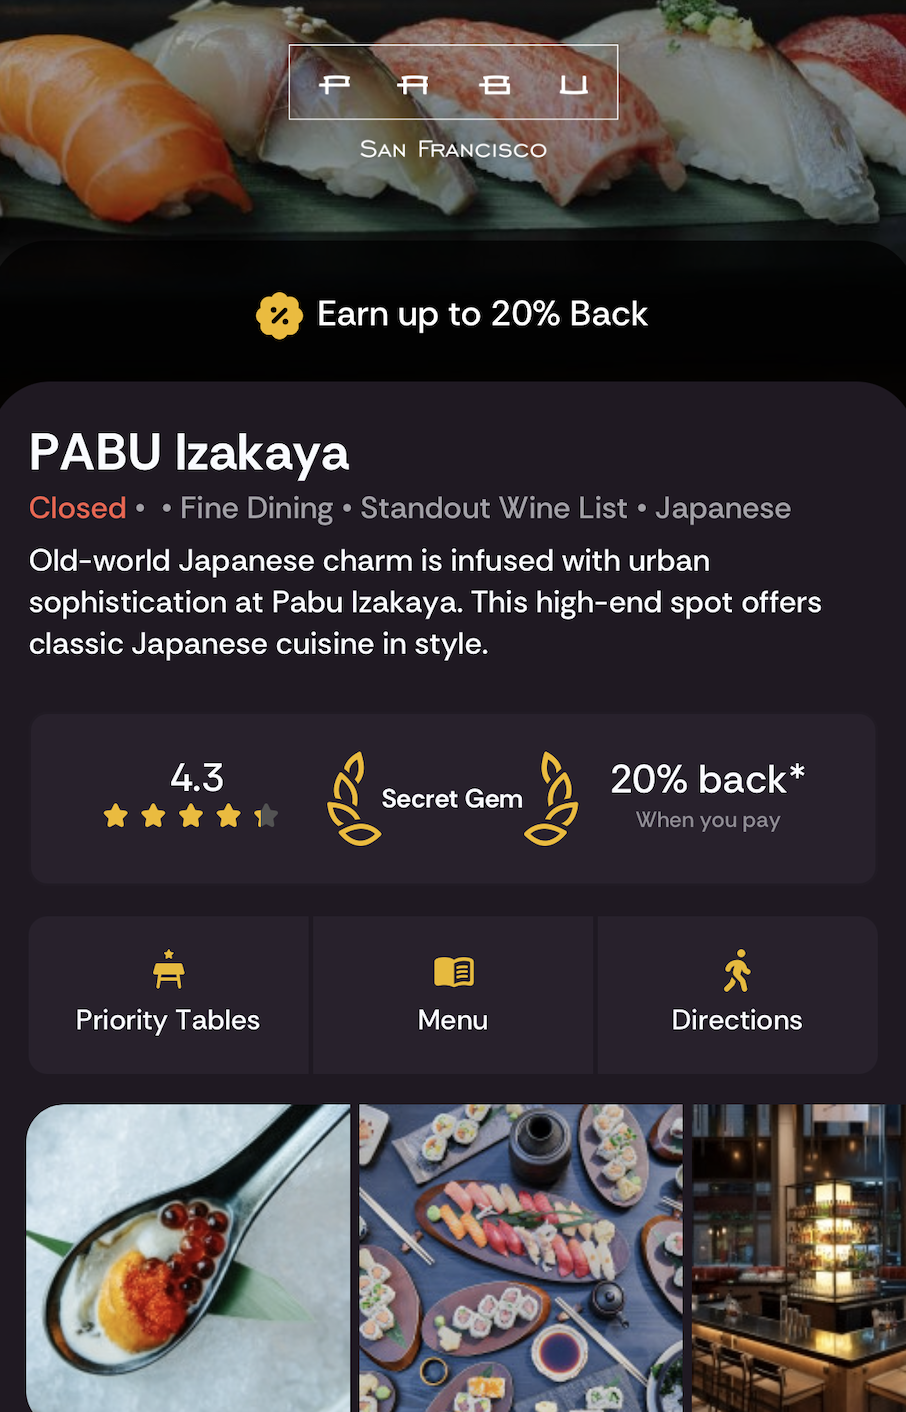 PABU
San Francisco
Earn up to 20% Back
PABU Izakaya
Closed • • Fine Dining • Standout Wine List • Japanese
Old-world Japanese charm is infused with urban
sophistication at Pabu Izakaya. This high-end spot offers
classic Japanese cuisine in style.
4.3
Secret Gem
20% back*
When you pay
Priority Tables
Menu
Directions